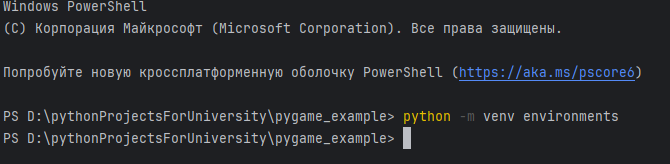 Windows PowerShell
(C) Корпорация Майкрософт (Microsoft Corporation). Все права защищены.
Попробуйте новую кроссплатформенную оболочку PowerShell (https://aka.ms/pscore6)
PS D:\pythonProjectsForUniversity\pygame_example> python -m venv environments
PS D:\pythonProjectsForUniversity\pygame_example>